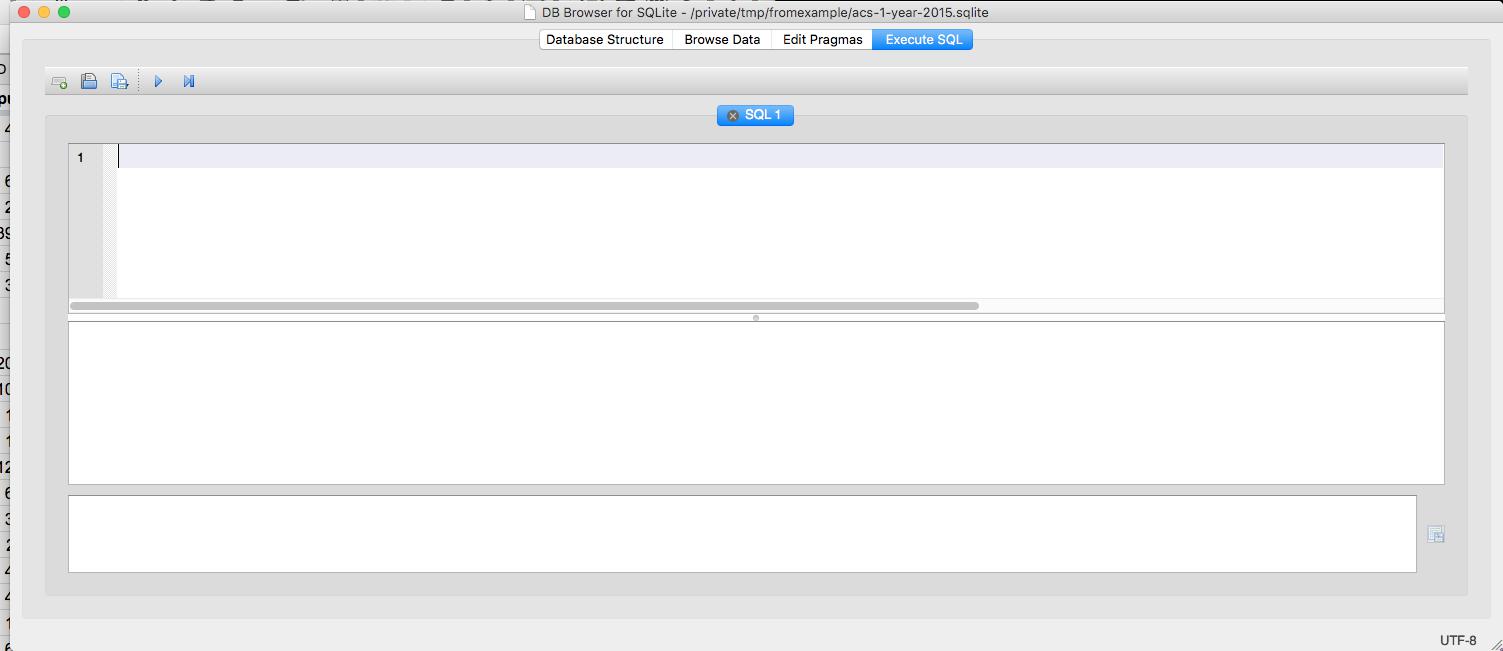 DB Browser for SQLite - /private/tmp/fromexample/acs-1-year-2015.sqlite
Database Structure Browse Data Edit Pragmas Execute SQL
SQL 1
1
UTF-8